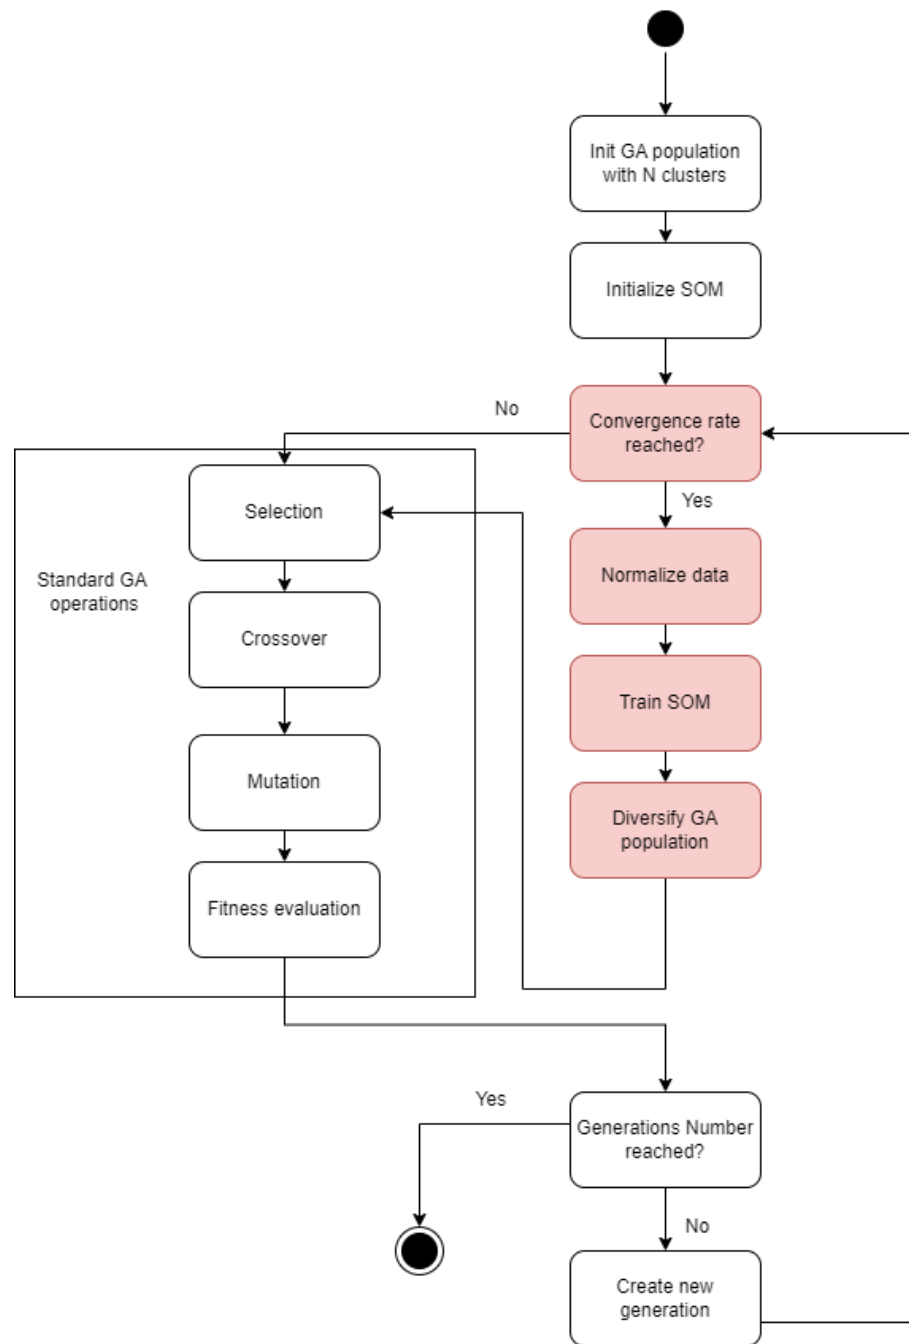 Init GA population
with N clusters
Initialize SOM
Convergence rate
reached?
No
Yes
Selection
Normalize data
Standard GA
operations
Crossover
Train SOM
Mutation
Diversify GA
population
Fitness evaluation
Generations Number
reached?
Yes
No
Create new
generation